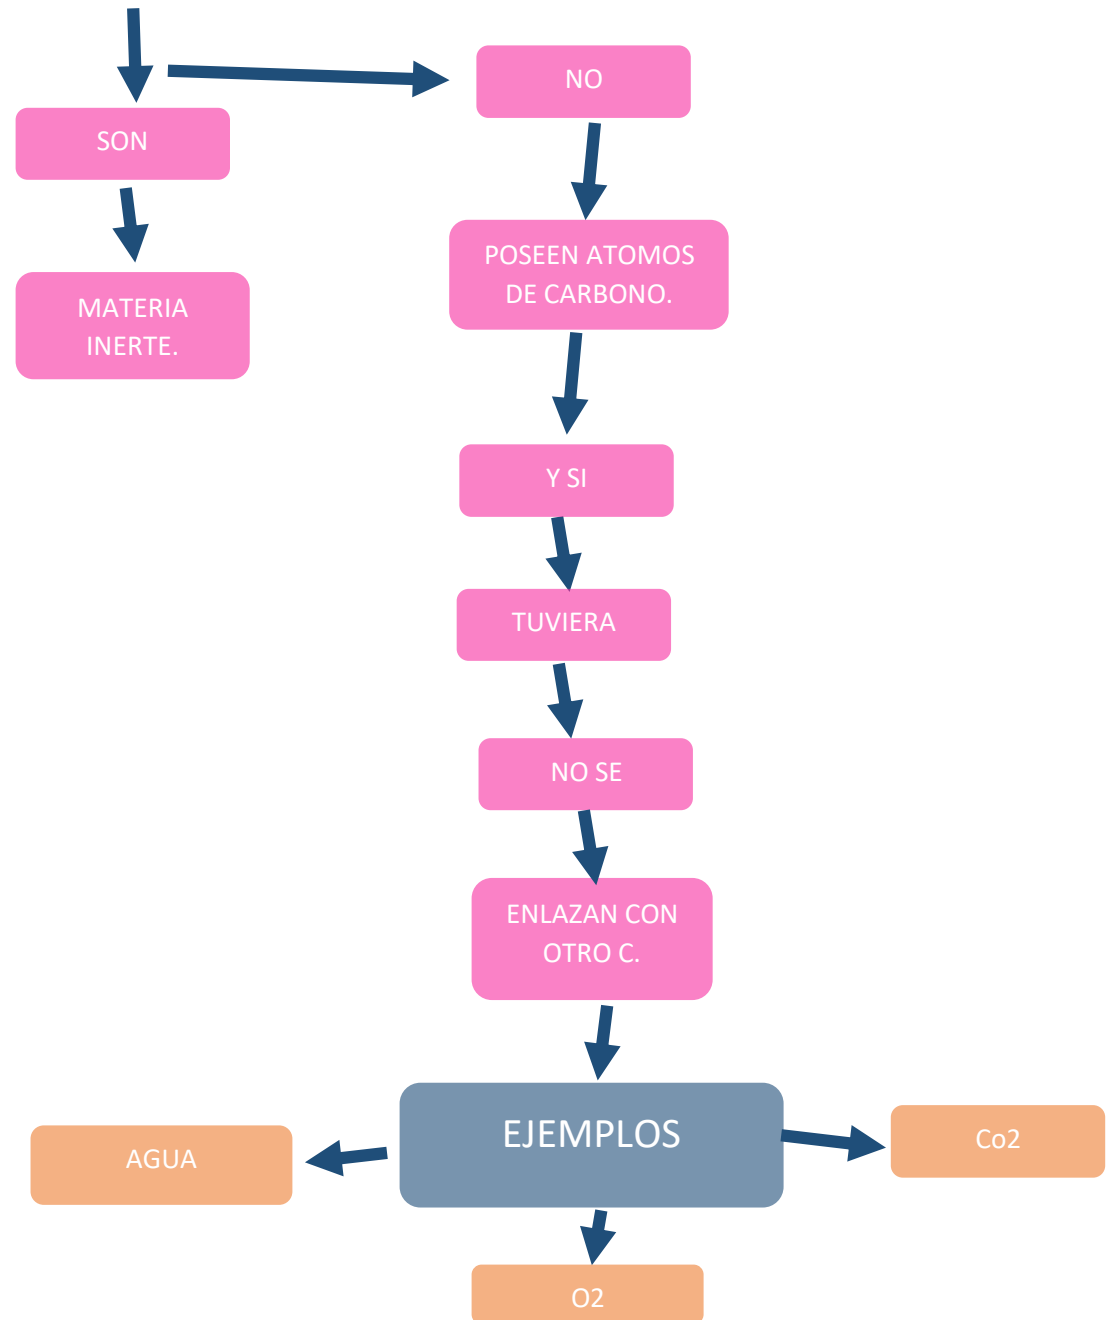 NO
SON
POSEEN ATOMOS
DE CARBONO.
MATERIA
INERTE.
Y SI
TUVIERA
NO SE
ENLAZAN CON
OTRO C.
EJEMPLOS
AGUA
Co2
O2